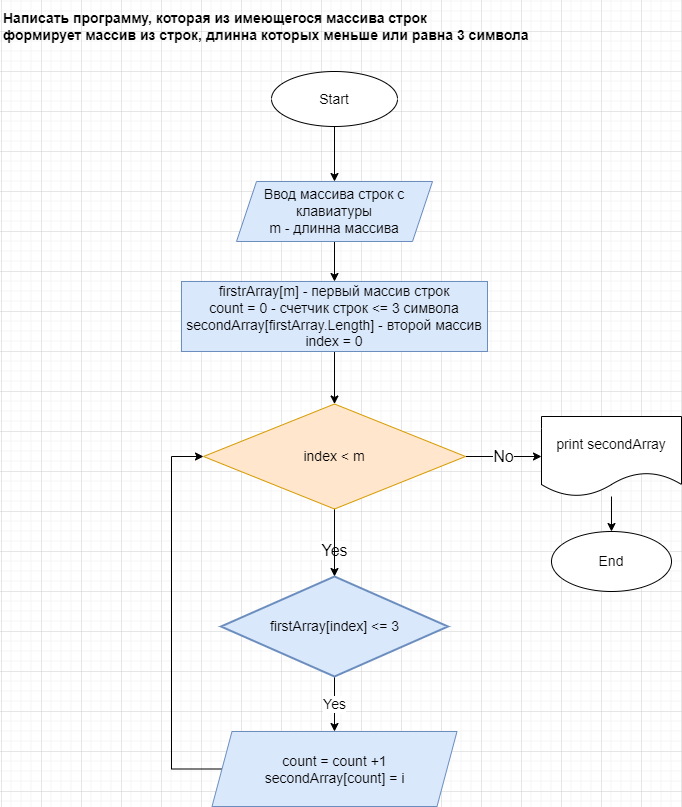 Написать программу, которая из имеющегося массива строк
формирует массив из строк, длинна которых меньше или равна 3 символа
Start
Ввод массива строк с
клавиатуры
m - длинна массива
firstrArray[m] - первый массив строк
count = 0 - счетчик строк <= 3 символа
secondArray[firstArray.Length] - второй массив
index = 0
index < m
No
print secondArray
End
Yes
firstArray[index] <= 3
Yes
count = count +1
secondArray[count] = i